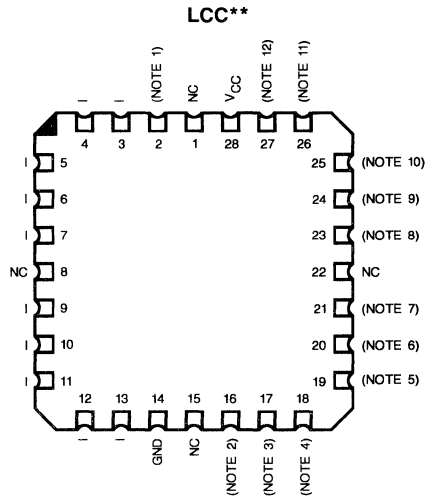 LCC**
I I (NOTE 1) NC VCC (NOTE 12) (NOTE 11)
4 3 2 1 28 27 26
I 5 25 (NOTE 10)
I 6 24 (NOTE 9)
I 7 23 (NOTE 8)
NC 8 22 NC
I 9 21 (NOTE 7)
I 10 20 (NOTE 6)
I 11 19 (NOTE 5)
12 13 14 15 16 17 18
I I GND NC (NOTE 2) (NOTE 3) (NOTE 4)